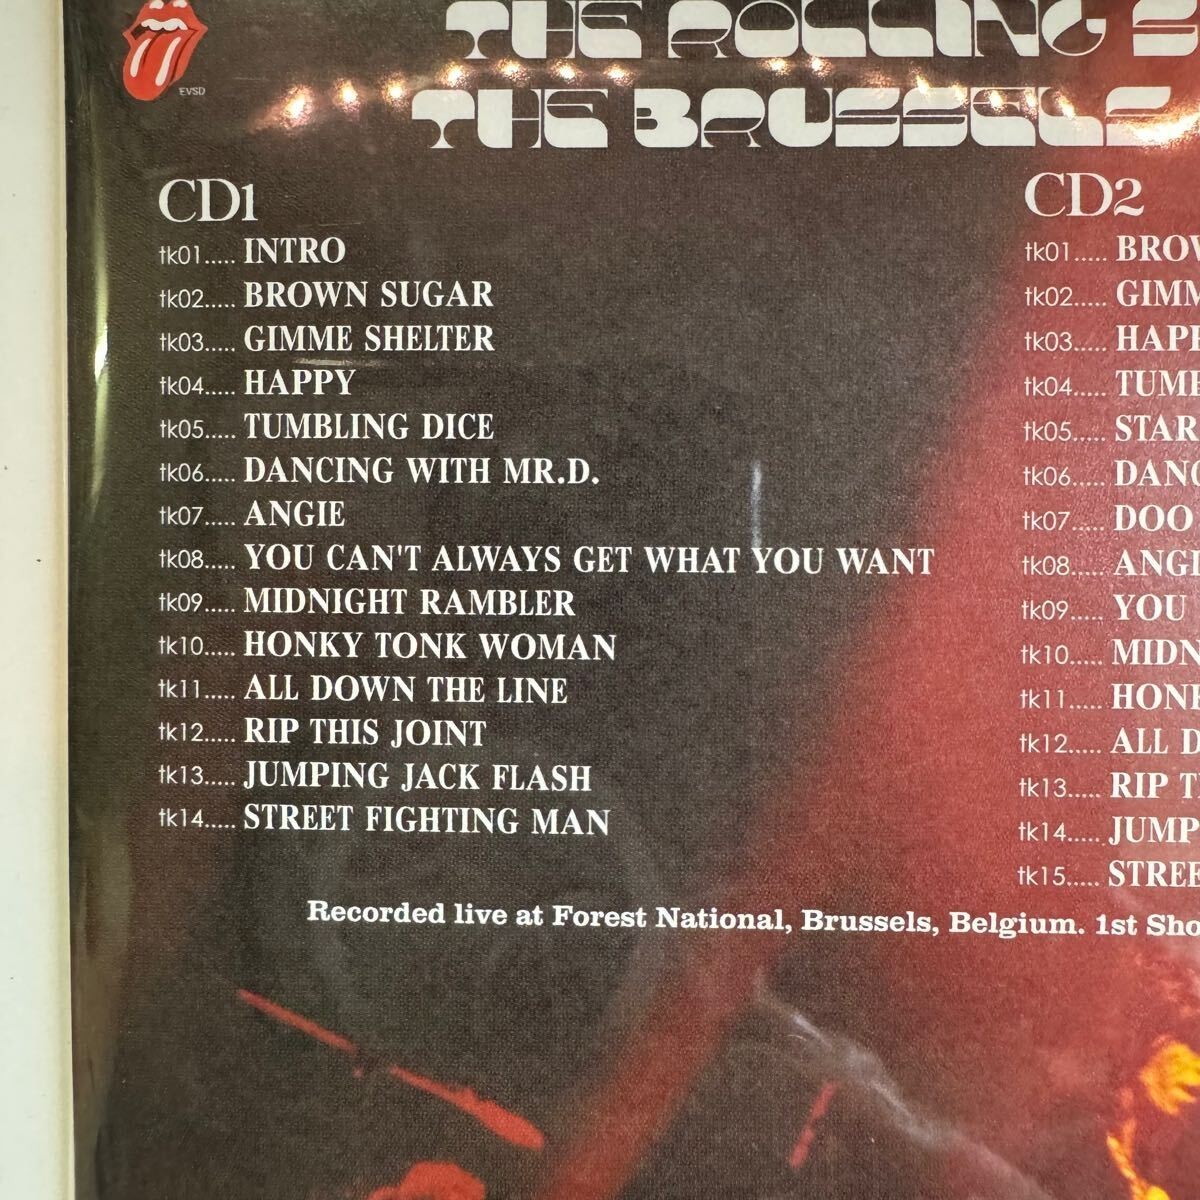 EVSD
THE ROLLING S
THE BRUSSELS
CD1
tk01..... INTRO
tk02..... BROWN SUGAR
tk03..... GIMME SHELTER
tk04..... HAPPY
tk05..... TUMBLING DICE
tk06..... DANCING WITH MR.D.
tk07..... ANGIE
tk08..... YOU CAN'T ALWAYS GET WHAT YOU WANT
tk09..... MIDNIGHT RAMBLER
tk10..... HONKY TONK WOMAN
tk11..... ALL DOWN THE LINE
tk12..... RIP THIS JOINT
tk13..... JUMPING JACK FLASH
tk14..... STREET FIGHTING MAN
CD2
tk01..... BROW
tk02..... GIMM
tk03..... HAPP
tk04..... TUMB
tk05..... STAR
tk06..... DANC
tk07..... DOO
tk08..... ANGI
tk09..... YOU
tk10..... MIDN
tk11..... HON
tk12..... ALL D
tk13..... RIP T
tk14..... JUMP
tk15..... STREE
Recorded live at Forest National, Brussels, Belgium. 1st Sho